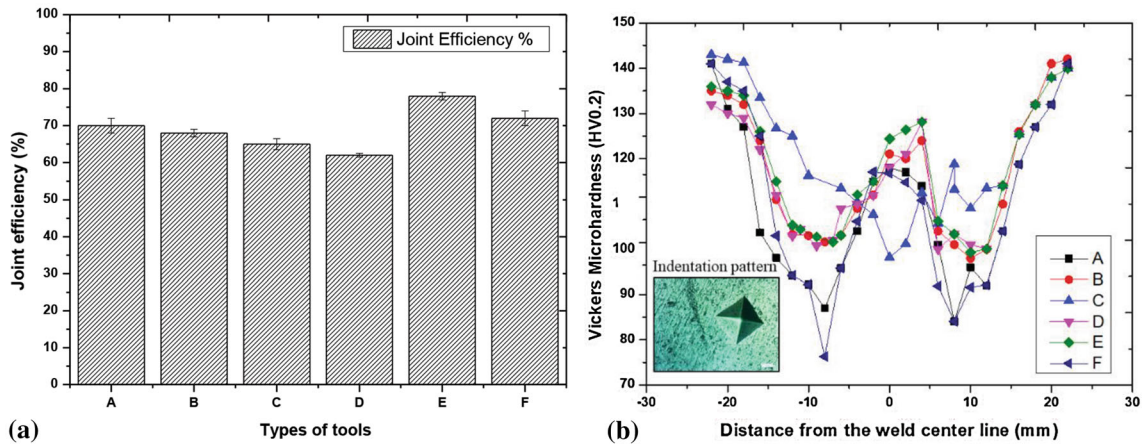 100
90
80
70
60
50
40
30
20
10
0
Joint efficiency (%)
Joint Efficiency %
A B C D E F
Types of tools
(a)
150
140
130
120
1
100
90
80
70
Vickers Microhardness (HV0.2)
Indentation pattern
A
B
C
D
E
F
-30 -20 -10 0 10 20 30
Distance from the weld center line (mm)
(b)